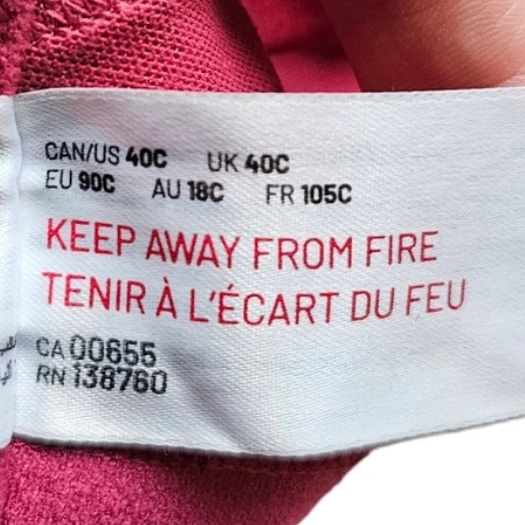 CAN/US 40C UK 40C
EU 90C AU 18C FR 105C
KEEP AWAY FROM FIRE
TENIR À L'ÉCART DU FEU
CA 00655
RN 138760